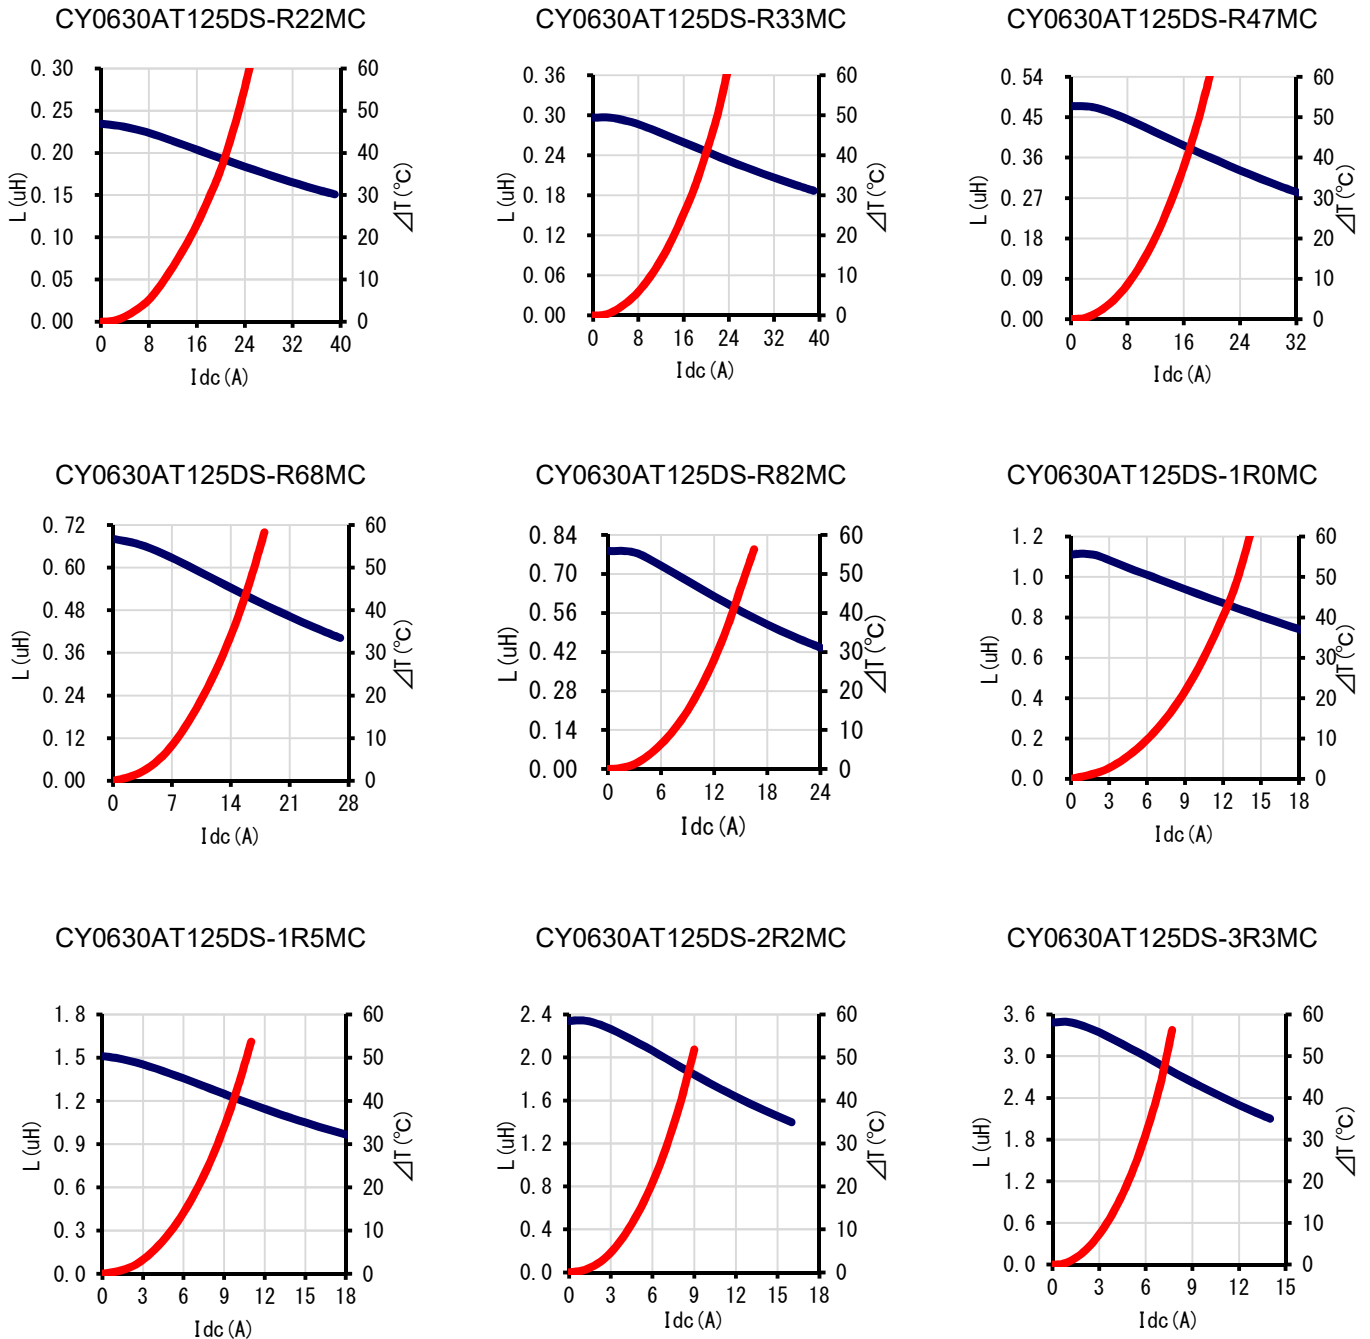 CY0630AT125DS-R22MC
0.30
0.25
0.20
0.15
0.10
0.05
0.00
L(uH)
60
50
40
30
20
10
0
⊿T(℃)
0 8 16 24 32 40
Idc(A)
CY0630AT125DS-R33MC
0.36
0.30
0.24
0.18
0.12
0.06
0.00
L(uH)
60
50
40
30
20
10
0
⊿T(℃)
0 8 16 24 32 40
Idc(A)
CY0630AT125DS-R47MC
0.54
0.45
0.36
0.27
0.18
0.09
0.00
L(uH)
60
50
40
30
20
10
0
⊿T(℃)
0 8 16 24 32
Idc(A)
CY0630AT125DS-R68MC
0.72
0.60
0.48
0.36
0.24
0.12
0.00
L(uH)
60
50
40
30
20
10
0
⊿T(℃)
0 7 14 21 28
Idc(A)
CY0630AT125DS-R82MC
0.84
0.70
0.56
0.42
0.28
0.14
0.00
L(uH)
60
50
40
30
20
10
0
⊿T(℃)
0 6 12 18 24
Idc(A)
CY0630AT125DS-1R0MC
1.2
1.0
0.8
0.6
0.4
0.2
0.0
L(uH)
60
50
40
30
20
10
0
⊿T(℃)
0 3 6 9 12 15 18
Idc(A)
CY0630AT125DS-1R5MC
1.8
1.5
1.2
0.9
0.6
0.3
0.0
L(uH)
60
50
40
30
20
10
0
⊿T(℃)
0 3 6 9 12 15 18
Idc(A)
CY0630AT125DS-2R2MC
2.4
2.0
1.6
1.2
0.8
0.4
0.0
L(uH)
60
50
40
30
20
10
0
⊿T(℃)
0 3 6 9 12 15 18
Idc(A)
CY0630AT125DS-3R3MC
3.6
3.0
2.4
1.8
1.2
0.6
0.0
L(uH)
60
50
40
30
20
10
0
⊿T(℃)
0 3 6 9 12 15
Idc(A)